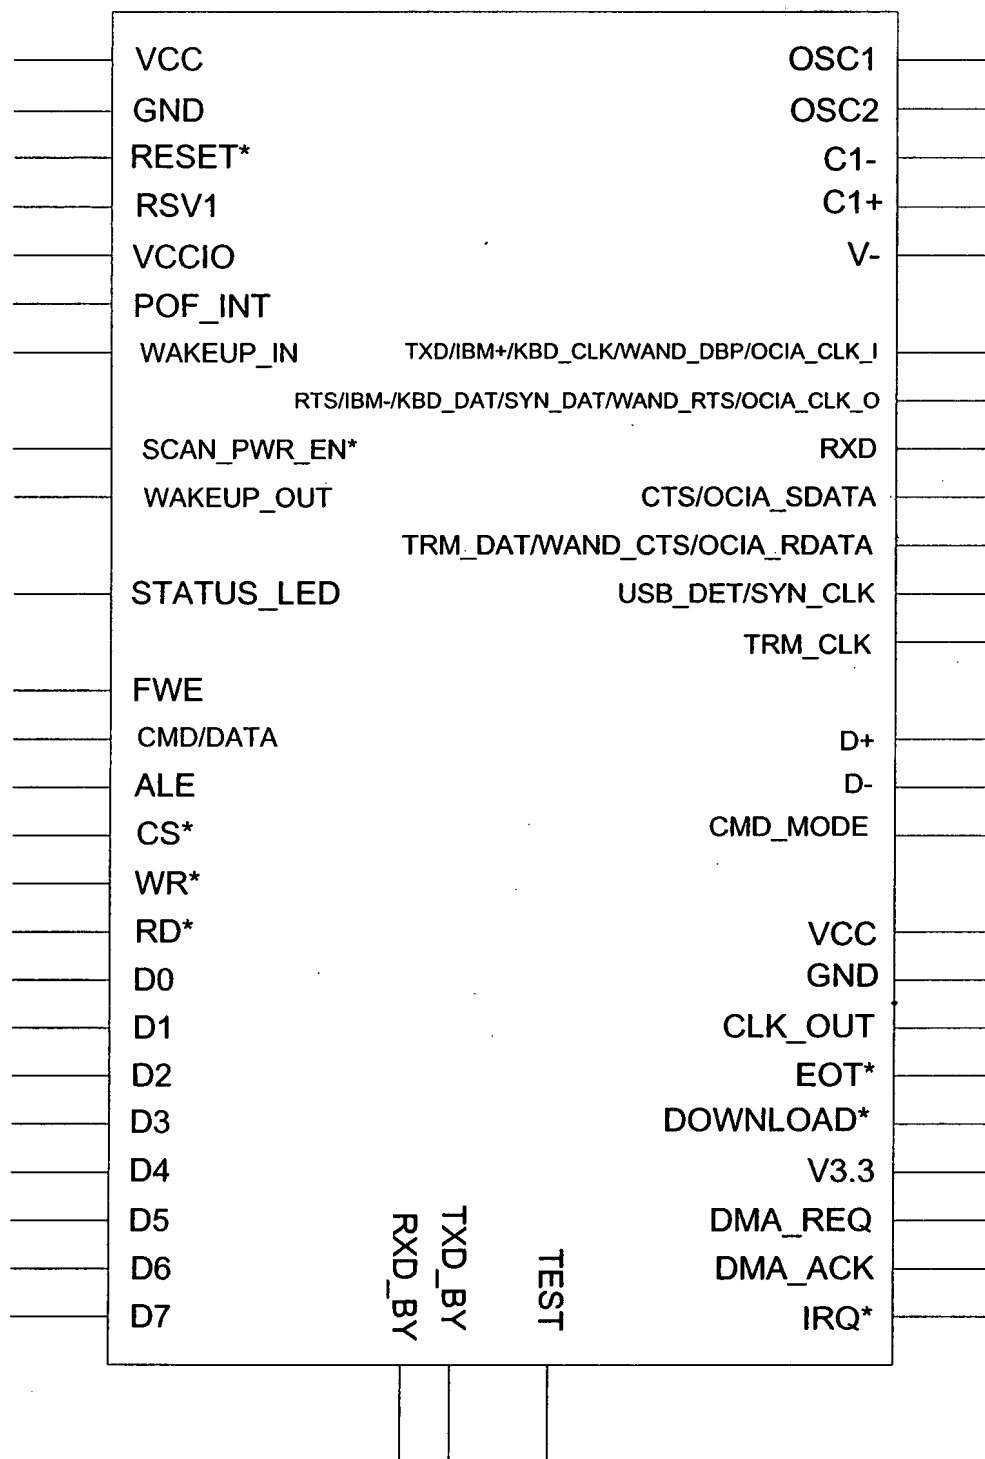 VCC
GND
RESET*
RSV1
VCCIO
POF_INT
WAKEUP_IN
SCAN_PWR_EN*
WAKEUP_OUT
STATUS_LED
FWE
CMD/DATA
ALE
CS*
WR*
RD*
D0
D1
D2
D3
D4
D5
D6
D7
RXD_BY
TXD_BY
TEST
OSC1
OSC2
C1-
C1+
V-
TXD/IBM+/KBD_CLK/WAND_DBP/OCIA_CLK_I
RTS/IBM-/KBD_DAT/SYN_DAT/WAND_RTS/OCIA_CLK_O
RXD
CTS/OCIA_SDATA
TRM_DAT/WAND_CTS/OCIA_RDATA
USB_DET/SYN_CLK
TRM_CLK
D+
D-
CMD_MODE
VCC
GND
CLK_OUT
EOT*
DOWNLOAD*
V3.3
DMA_REQ
DMA_ACK
IRQ*